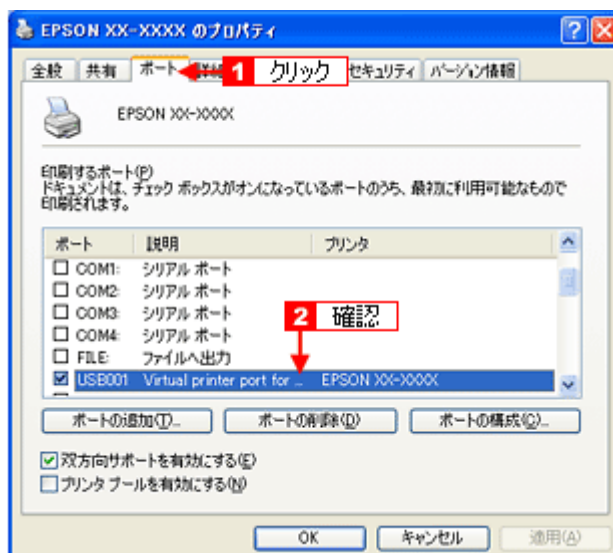 EPSON XX-XXXX のプロパティ
全般 共有 ポート 1 クリック セキュリティ バージョン情報
EPSON XX-XXXX
印刷するポート(P)
ドキュメントは、チェック ボックスがオンになっているポートのうち、最初に利用可能なもので
印刷されます。
ポート 説明 プリンタ
COM1: シリアル ポート
COM2: シリアル ポート
COM3: シリアル ポート
COM4: シリアル ポート
2 確認
FILE: ファイルへ出力
USB001 Virtual printer port for ... EPSON XX-XXXX
ポートの追加(T)... ポートの削除(D) ポートの構成(C)...
双方向サポートを有効にする(E)
プリンタ プールを有効にする(N)
OK キャンセル 適用(A)